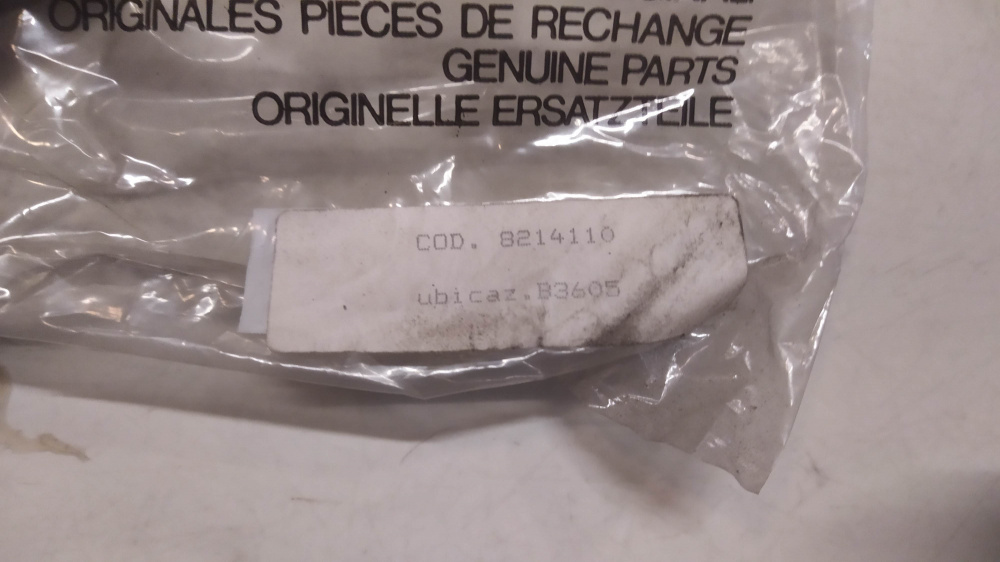 ORIGINALES PIECES DE RECHANGE
GENUINE PARTS
ORIGINELLE ERSATZTEILE
COD. 8214110
ubicaz.B3605